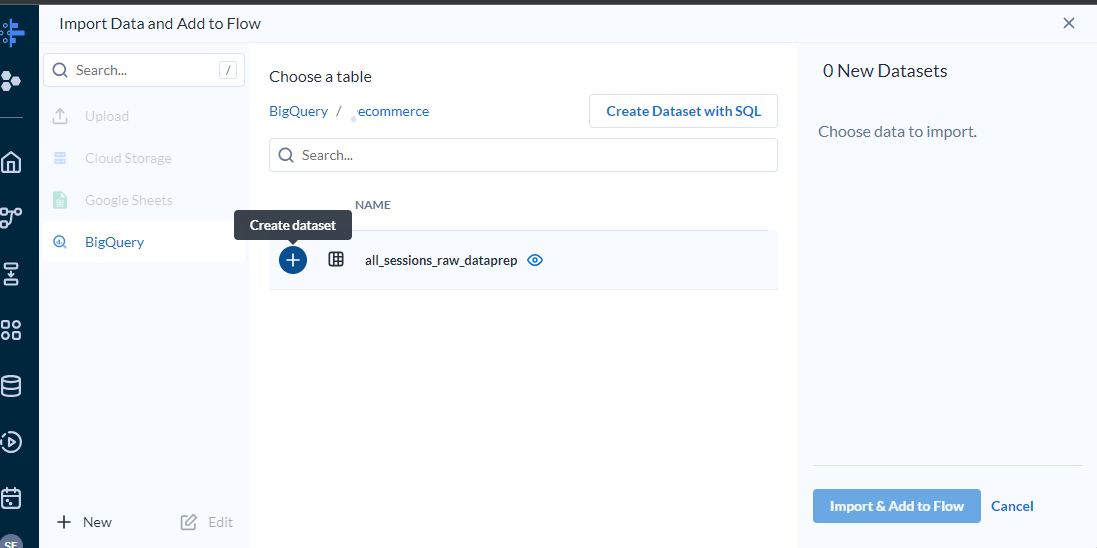 Import Data and Add to Flow
Search...
/
Upload
Cloud Storage
Google Sheets
BigQuery
New
Edit
Choose a table
BigQuery / ecommerce
Create Dataset with SQL
Search...
NAME
Create dataset
all_sessions_raw_dataprep
0 New Datasets
Choose data to import.
Import & Add to Flow
Cancel